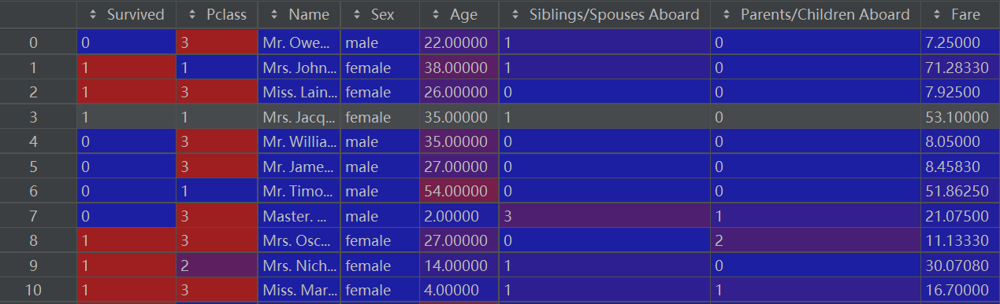 Survived Pclass Name Sex Age Siblings/Spouses Aboard Parents/Children Aboard Fare
0 0 3 Mr. Owe... male 22.00000 1 0 7.25000
1 1 1 Mrs. John... female 38.00000 1 0 71.28330
2 1 3 Miss. Lain... female 26.00000 0 0 7.92500
3 1 1 Mrs. Jacq... female 35.00000 1 0 53.10000
4 0 3 Mr. Willia... male 35.00000 0 0 8.05000
5 0 3 Mr. Jame... male 27.00000 0 0 8.45830
6 0 1 Mr. Timo... male 54.00000 0 0 51.86250
7 0 3 Master. ... male 2.00000 3 1 21.07500
8 1 3 Mrs. Osc... female 27.00000 0 2 11.13330
9 1 2 Mrs. Nich... female 14.00000 1 0 30.07080
10 1 3 Miss. Mar... female 4.00000 1 1 16.70000